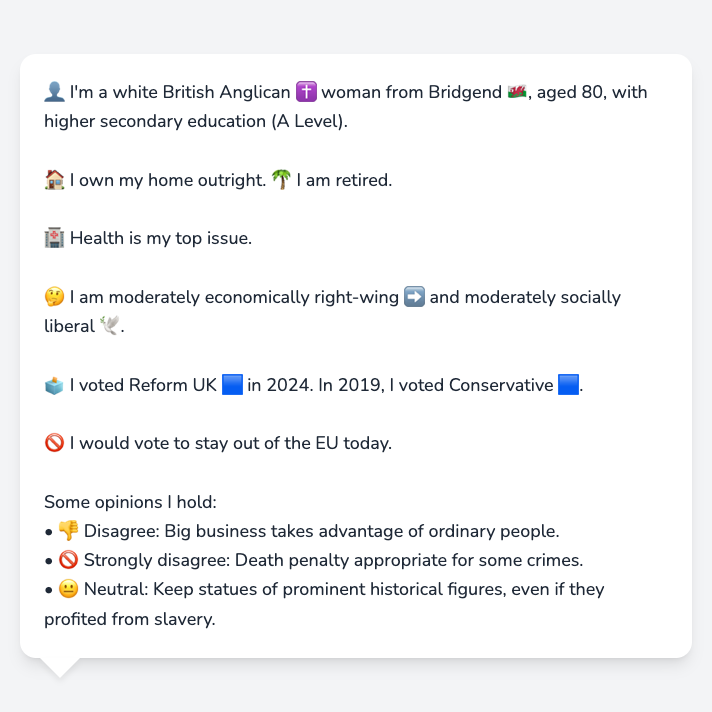 👤 I'm a white British Anglican ✝️ woman from Bridgend 🏴󠁧󠁢󠁷󠁬󠁳󠁿, aged 80, with
higher secondary education (A Level).
🏠 I own my home outright. 🌴 I am retired.
🏥 Health is my top issue.
🤔 I am moderately economically right-wing ➡️ and moderately socially
liberal 🕊️.
🗳️ I voted Reform UK 🟦 in 2024. In 2019, I voted Conservative 🟦.
🚫 I would vote to stay out of the EU today.
Some opinions I hold:
• 👎 Disagree: Big business takes advantage of ordinary people.
• 🚫 Strongly disagree: Death penalty appropriate for some crimes.
• 😐 Neutral: Keep statues of prominent historical figures, even if they
profited from slavery.